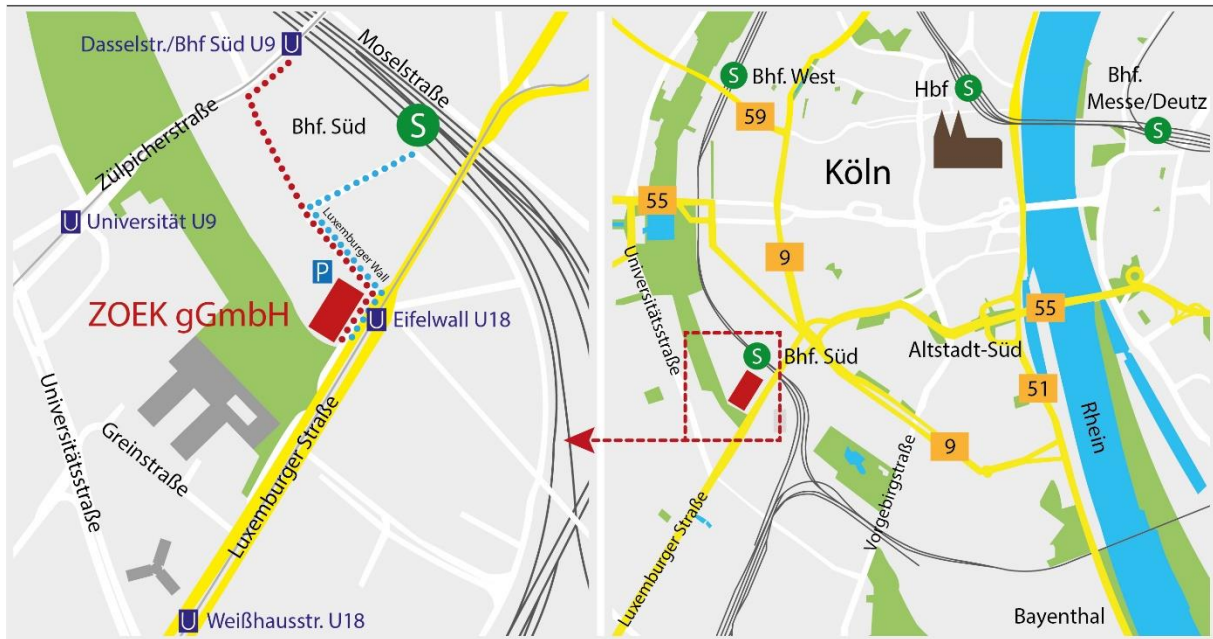 Dasselstr./Bhf Süd U9
U
Moselstraße
Bhf. Süd
S
Zülpicherstraße
U
Universität U9
Luxemburger Wall
P
ZOEK gGmbH
U
Eifelwall U18
Universitätsstraße
Greinstraße
Luxemburger Straße
U
Weißhausstr. U18
S
Bhf. West
Hbf
S
Bhf.
Messe/Deutz
S
59
Köln
55
9
Universitätsstraße
S
Bhf. Süd
Altstadt-Süd
55
51
Rhein
9
Vorgebirgstraße
Luxemburger Straße
Bayenthal